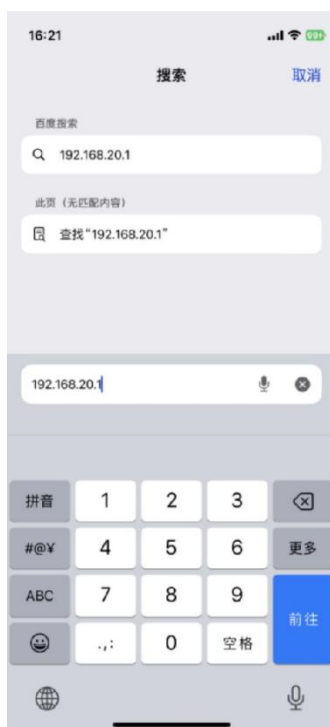 16:21
99+
搜索
取消
百度搜索
192.168.20.1
此页（无匹配内容）
查找“192.168.20.1”
192.168.20.1
拼音
1
2
3
#@¥
4
5
6
更多
ABC
7
8
9
前往
.,:
0
空格